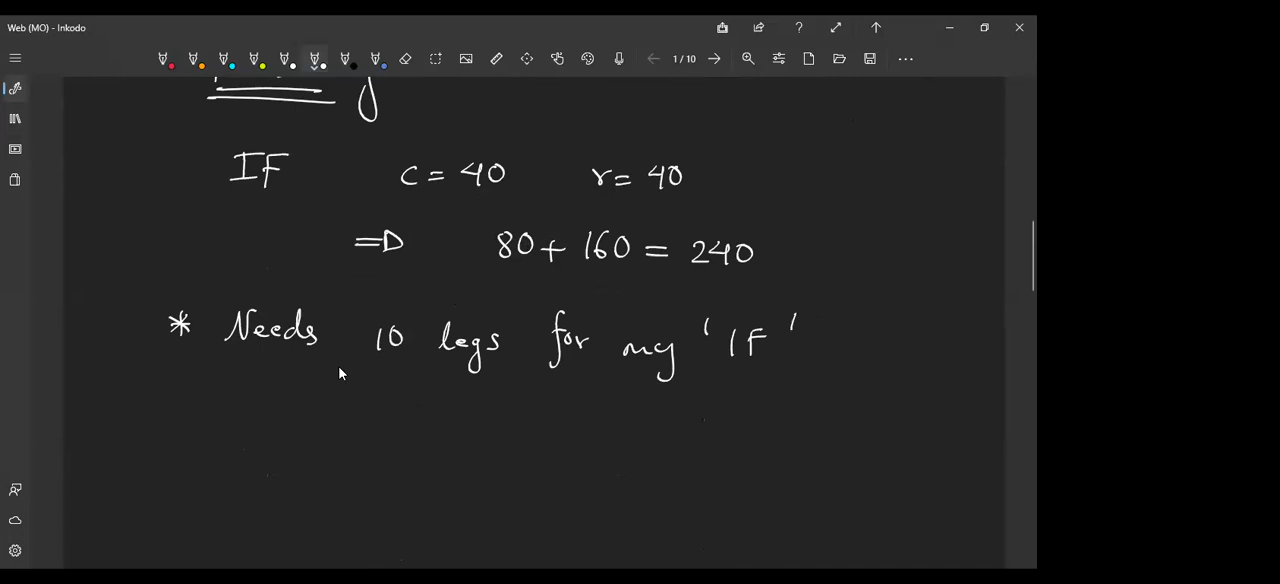 Web (MO) - Inkodo
1 / 10
IF c = 40 r = 40
⇒ 80 + 160 = 240
* Needs 10 legs for my 'IF'